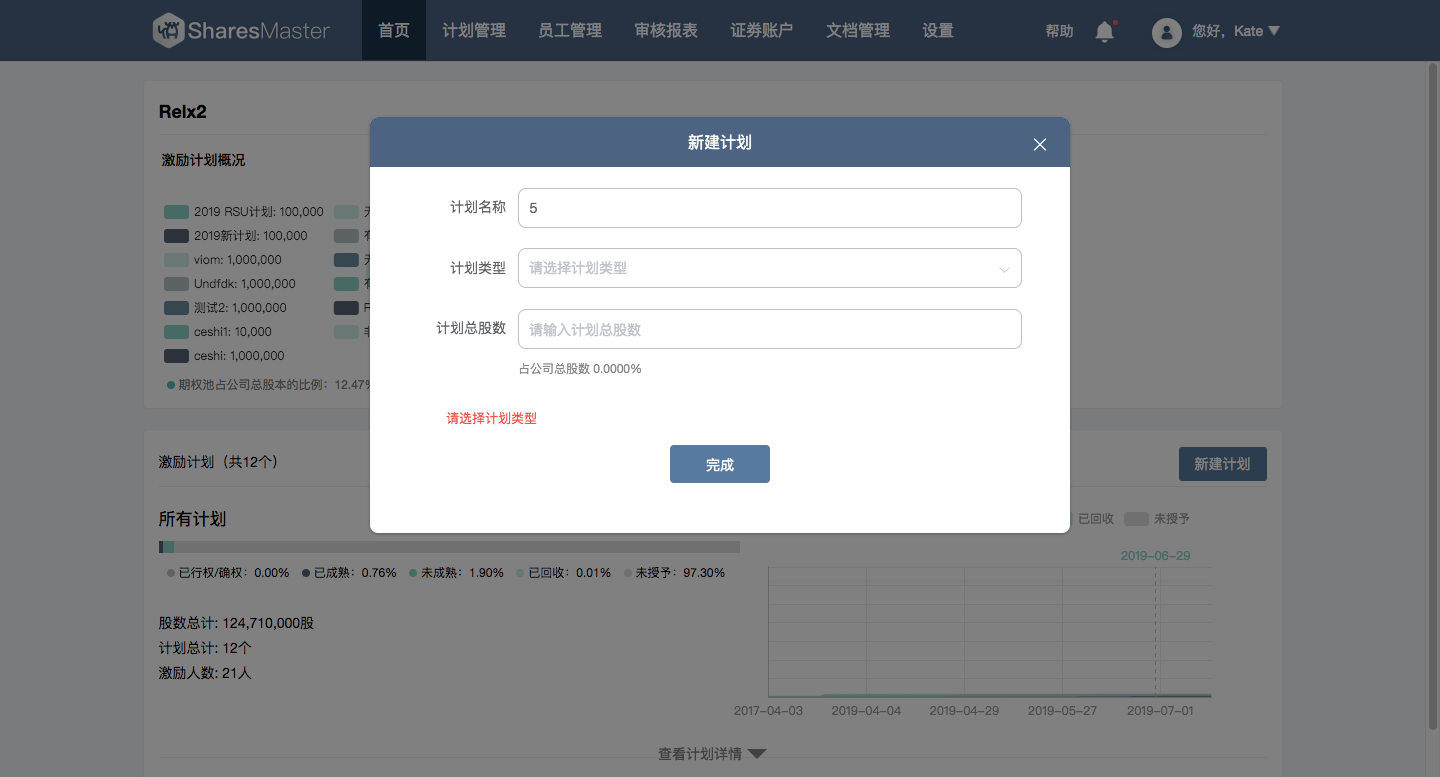 SharesMaster 首页 计划管理 员工管理 审核报表 证券账户 文档管理 设置 帮助 您好，Kate
Relx2
激励计划概况
2019 RSU计划: 100,000
2019新计划: 100,000
viom: 1,000,000
Undfdk: 1,000,000
测试2: 1,000,000
ceshi1: 10,000
ceshi: 1,000,000
期权池占公司总股本的比例：12.47%
新建计划
计划名称 5
计划类型 请选择计划类型
计划总股数 请输入计划总股数
占公司总股数 0.0000%
请选择计划类型
完成
激励计划（共12个）
新建计划
所有计划
已回收 未授予
已行权/确权：0.00% 已成熟：0.76% 未成熟：1.90% 已回收：0.01% 未授予：97.30%
股数总计: 124,710,000股
计划总计: 12个
激励人数: 21人
2019-06-29
2017-04-03 2019-04-04 2019-04-29 2019-05-27 2019-07-01
查看计划详情